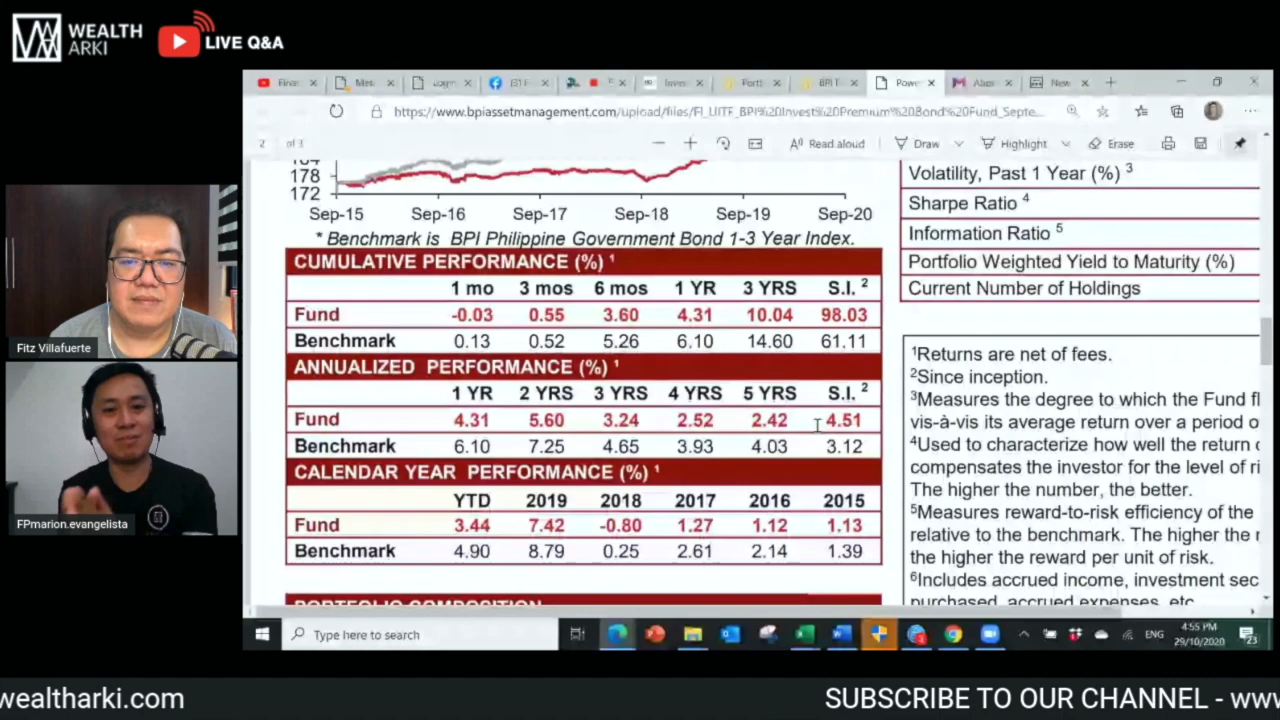 WEALTH
ARKI
LIVE Q&A
Fitz Villafuerte
FPmarion.evangelista
https://www.bpiassetmanagement.com/upload/files/FI_UITF_BPI%20Invest%20Premium%20Bond%20Fund_Septe...
2 of 3
Read aloud Draw Highlight Erase
184
178
172
Sep-15 Sep-16 Sep-17 Sep-18 Sep-19 Sep-20
* Benchmark is BPI Philippine Government Bond 1-3 Year Index.
CUMULATIVE PERFORMANCE (%) 1
1 mo 3 mos 6 mos 1 YR 3 YRS S.I. 2
Fund -0.03 0.55 3.60 4.31 10.04 98.03
Benchmark 0.13 0.52 5.26 6.10 14.60 61.11
ANNUALIZED PERFORMANCE (%) 1
1 YR 2 YRS 3 YRS 4 YRS 5 YRS S.I. 2
Fund 4.31 5.60 3.24 2.52 2.42 4.51
Benchmark 6.10 7.25 4.65 3.93 4.03 3.12
CALENDAR YEAR PERFORMANCE (%) 1
YTD 2019 2018 2017 2016 2015
Fund 3.44 7.42 -0.80 1.27 1.12 1.13
Benchmark 4.90 8.79 0.25 2.61 2.14 1.39
PORTFOLIO COMPOSITION
Volatility, Past 1 Year (%) 3
Sharpe Ratio 4
Information Ratio 5
Portfolio Weighted Yield to Maturity (%)
Current Number of Holdings
1Returns are net of fees.
2Since inception.
3Measures the degree to which the Fund fl
vis-à-vis its average return over a period o
4Used to characterize how well the return
compensates the investor for the level of ri
The higher the number, the better.
5Measures reward-to-risk efficiency of the
relative to the benchmark. The higher the
the higher the reward per unit of risk.
6Includes accrued income, investment sec
purchased, accrued expenses, etc
Type here to search
ENG
4:55 PM
29/10/2020
23
wealtharki.com
SUBSCRIBE TO OUR CHANNEL - www